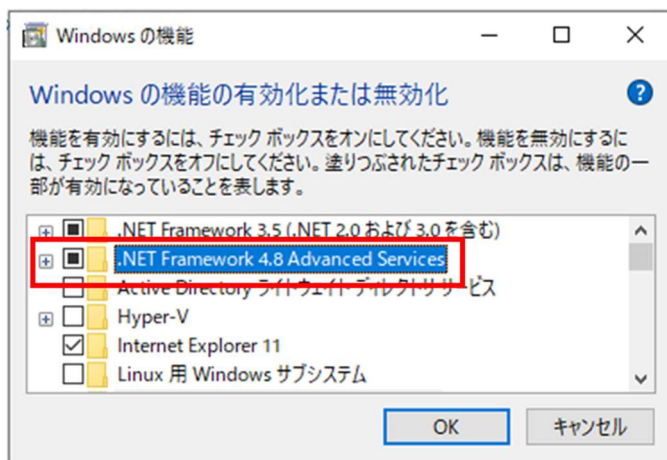 Windows の機能
Windows の機能の有効化または無効化
機能を有効にするには、チェック ボックスをオンにしてください。機能を無効にするに
は、チェック ボックスをオフにしてください。塗りつぶされたチェック ボックスは、機能の一
部が有効になっていることを表します。
.NET Framework 3.5 (.NET 2.0 および 3.0 を含む)
.NET Framework 4.8 Advanced Services
Active Directory ライトウェイト ディレクトリ サービス
Hyper-V
Internet Explorer 11
Linux 用 Windows サブシステム
OK
キャンセル